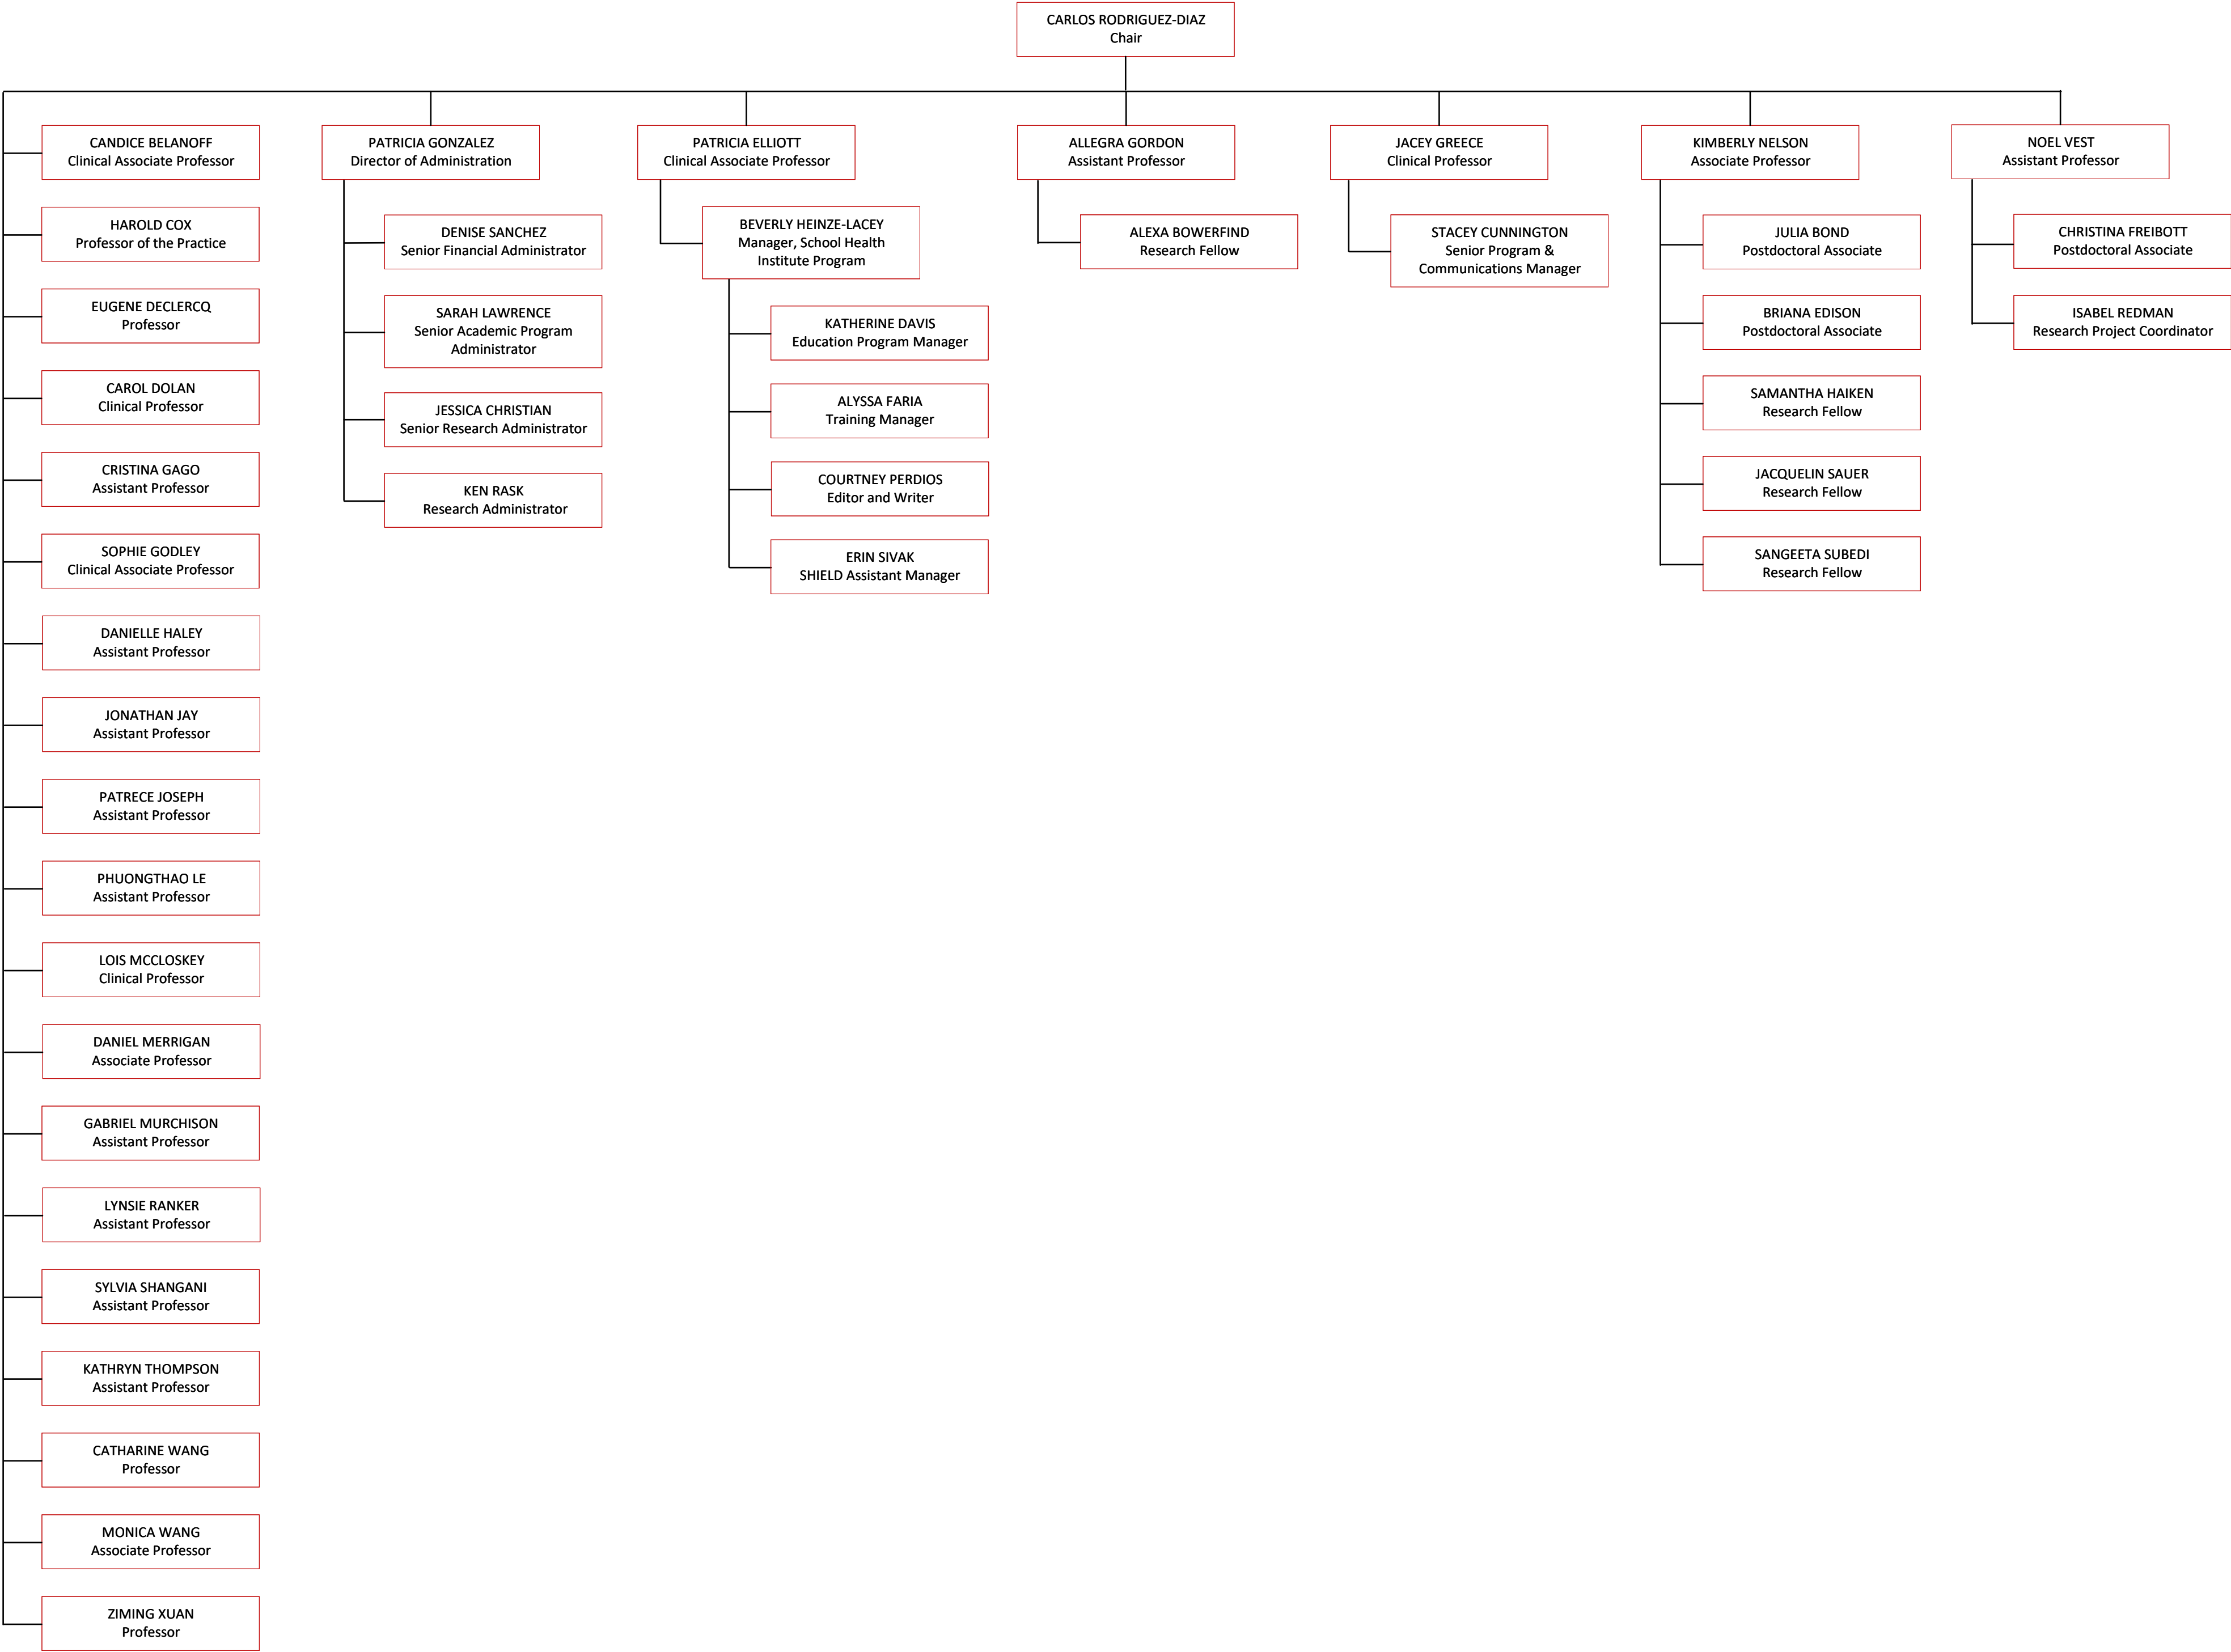 CARLOS RODRIGUEZ-DIAZ
Chair
CANDICE BELANOFF
Clinical Associate Professor
HAROLD COX
Professor of the Practice
EUGENE DECLERCQ
Professor
CAROL DOLAN
Clinical Professor
CRISTINA GAGO
Assistant Professor
SOPHIE GODLEY
Clinical Associate Professor
DANIELLE HALEY
Assistant Professor
JONATHAN JAY
Assistant Professor
PATRECE JOSEPH
Assistant Professor
PHUONGTHAO LE
Assistant Professor
LOIS MCCLOSKEY
Clinical Professor
DANIEL MERRIGAN
Associate Professor
GABRIEL MURCHISON
Assistant Professor
LYNSIE RANKER
Assistant Professor
SYLVIA SHANGANI
Assistant Professor
KATHRYN THOMPSON
Assistant Professor
CATHARINE WANG
Professor
MONICA WANG
Associate Professor
ZIMING XUAN
Professor
PATRICIA GONZALEZ
Director of Administration
DENISE SANCHEZ
Senior Financial Administrator
SARAH LAWRENCE
Senior Academic Program
Administrator
JESSICA CHRISTIAN
Senior Research Administrator
KEN RASK
Research Administrator
PATRICIA ELLIOTT
Clinical Associate Professor
BEVERLY HEINZE-LACEY
Manager, School Health
Institute Program
KATHERINE DAVIS
Education Program Manager
ALYSSA FARIA
Training Manager
COURTNEY PERDIOS
Editor and Writer
ERIN SIVAK
SHIELD Assistant Manager
ALLEGRA GORDON
Assistant Professor
ALEXA BOWERFIND
Research Fellow
JACEY GREECE
Clinical Professor
STACEY CUNNINGTON
Senior Program &
Communications Manager
KIMBERLY NELSON
Associate Professor
JULIA BOND
Postdoctoral Associate
BRIANA EDISON
Postdoctoral Associate
SAMANTHA HAIKEN
Research Fellow
JACQUELIN SAUER
Research Fellow
SANGEETA SUBEDI
Research Fellow
NOEL VEST
Assistant Professor
CHRISTINA FREIBOTT
Postdoctoral Associate
ISABEL REDMAN
Research Project Coordinator